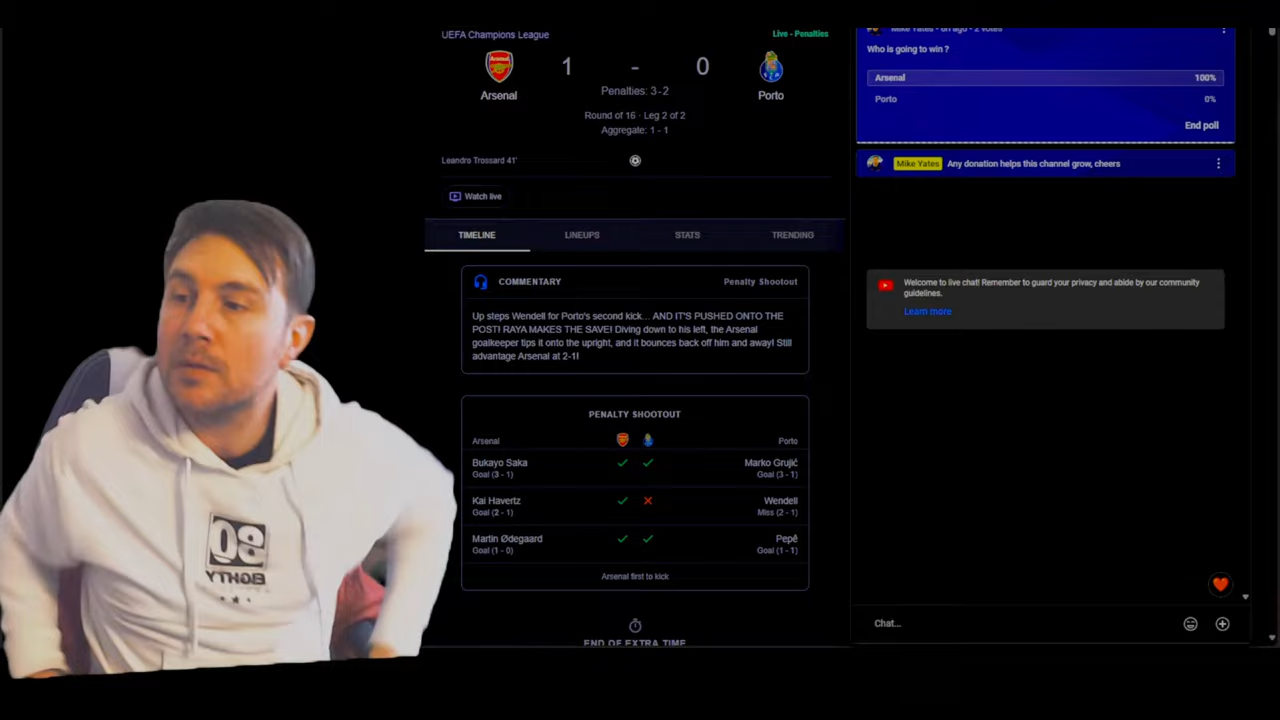 UEFA Champions League
Live - Penalties
1 - 0
Arsenal
Porto
Penalties: 3-2
Round of 16 · Leg 2 of 2
Aggregate: 1 - 1
Leandro Trossard 41'
Watch live
TIMELINE
LINEUPS
STATS
TRENDING
COMMENTARY
Penalty Shootout
Up steps Wendell for Porto's second kick... AND IT'S PUSHED ONTO THE
POST! RAYA MAKES THE SAVE! Diving down to his left, the Arsenal
goalkeeper tips it onto the upright, and it bounces back off him and away! Still
advantage Arsenal at 2-1!
PENALTY SHOOTOUT
Arsenal
Porto
Bukayo Saka
Goal (3 - 1)
Marko Grujić
Goal (3 - 1)
Kai Havertz
Goal (2 - 1)
Wendell
Miss (2 - 1)
Martin Ødegaard
Goal (1 - 0)
Pepê
Goal (1 - 1)
Arsenal first to kick
END OF EXTRA TIME
Mike Yates · 6h ago · 2 votes
Who is going to win ?
Arsenal 100%
Porto 0%
End poll
Mike Yates Any donation helps this channel grow, cheers
Welcome to live chat! Remember to guard your privacy and abide by our community
guidelines.
Learn more
Chat...
08
EIGHTY